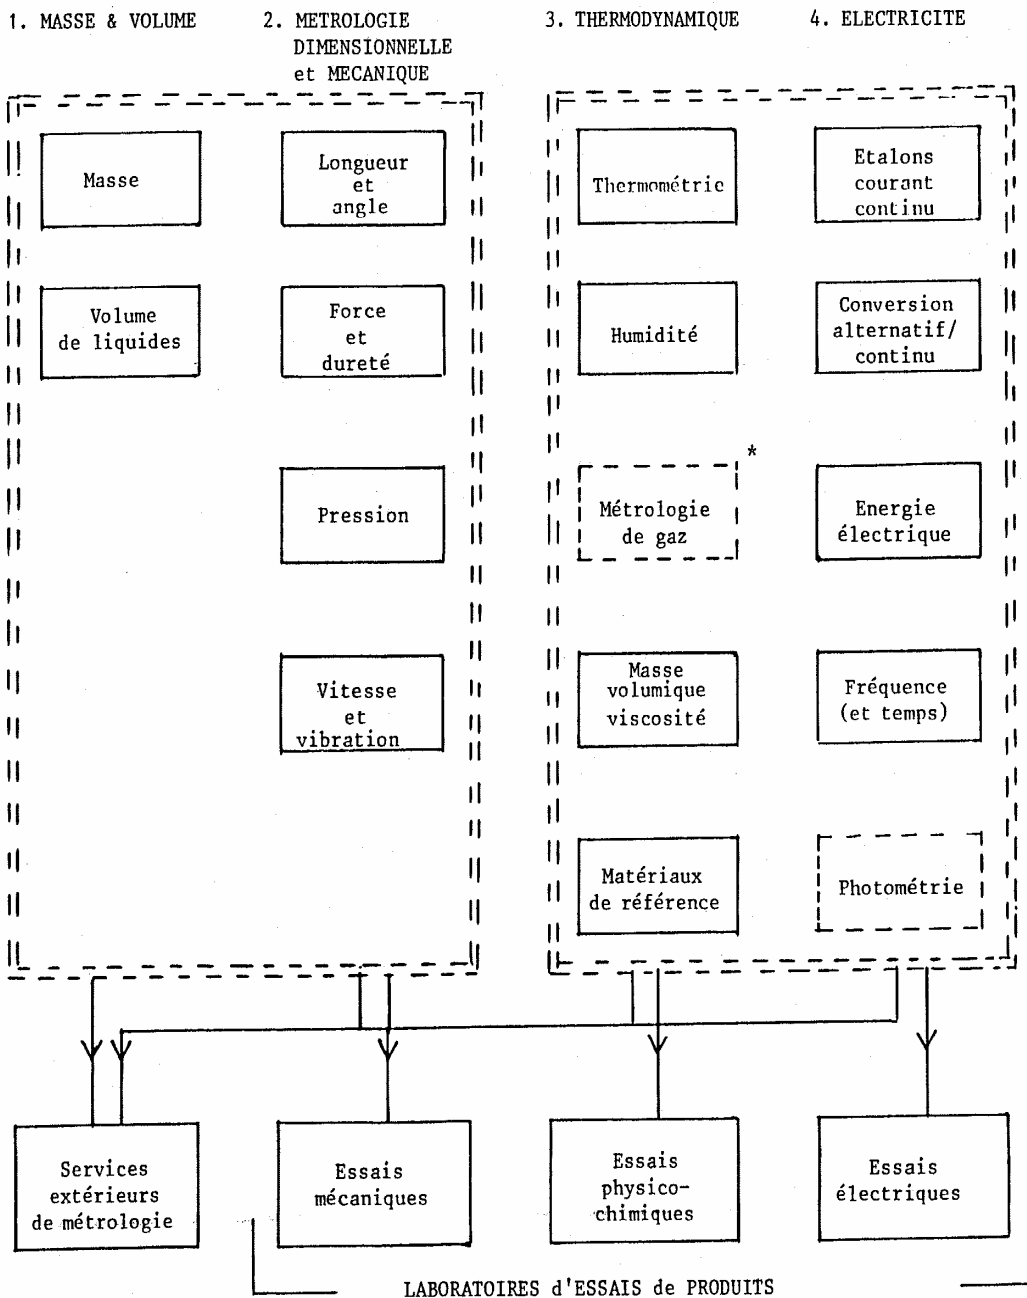 1. MASSE & VOLUME
2. METROLOGIE
DIMENSIONNELLE
et MECANIQUE
3. THERMODYNAMIQUE
4. ELECTRICITE
Masse
Longueur
et
angle
Thermométrie
Etalons
courant
continu
Volume
de liquides
Force
et
dureté
Humidité
Conversion
alternatif/
continu
Pression
*
Métrologie
de gaz
Energie
électrique
Vitesse
et
vibration
Masse
volumique
viscosité
Fréquence
(et temps)
Matériaux
de référence
Photométrie
Services
extérieurs
de métrologie
Essais
mécaniques
Essais
physico-
chimiques
Essais
électriques
LABORATOIRES d'ESSAIS de PRODUITS